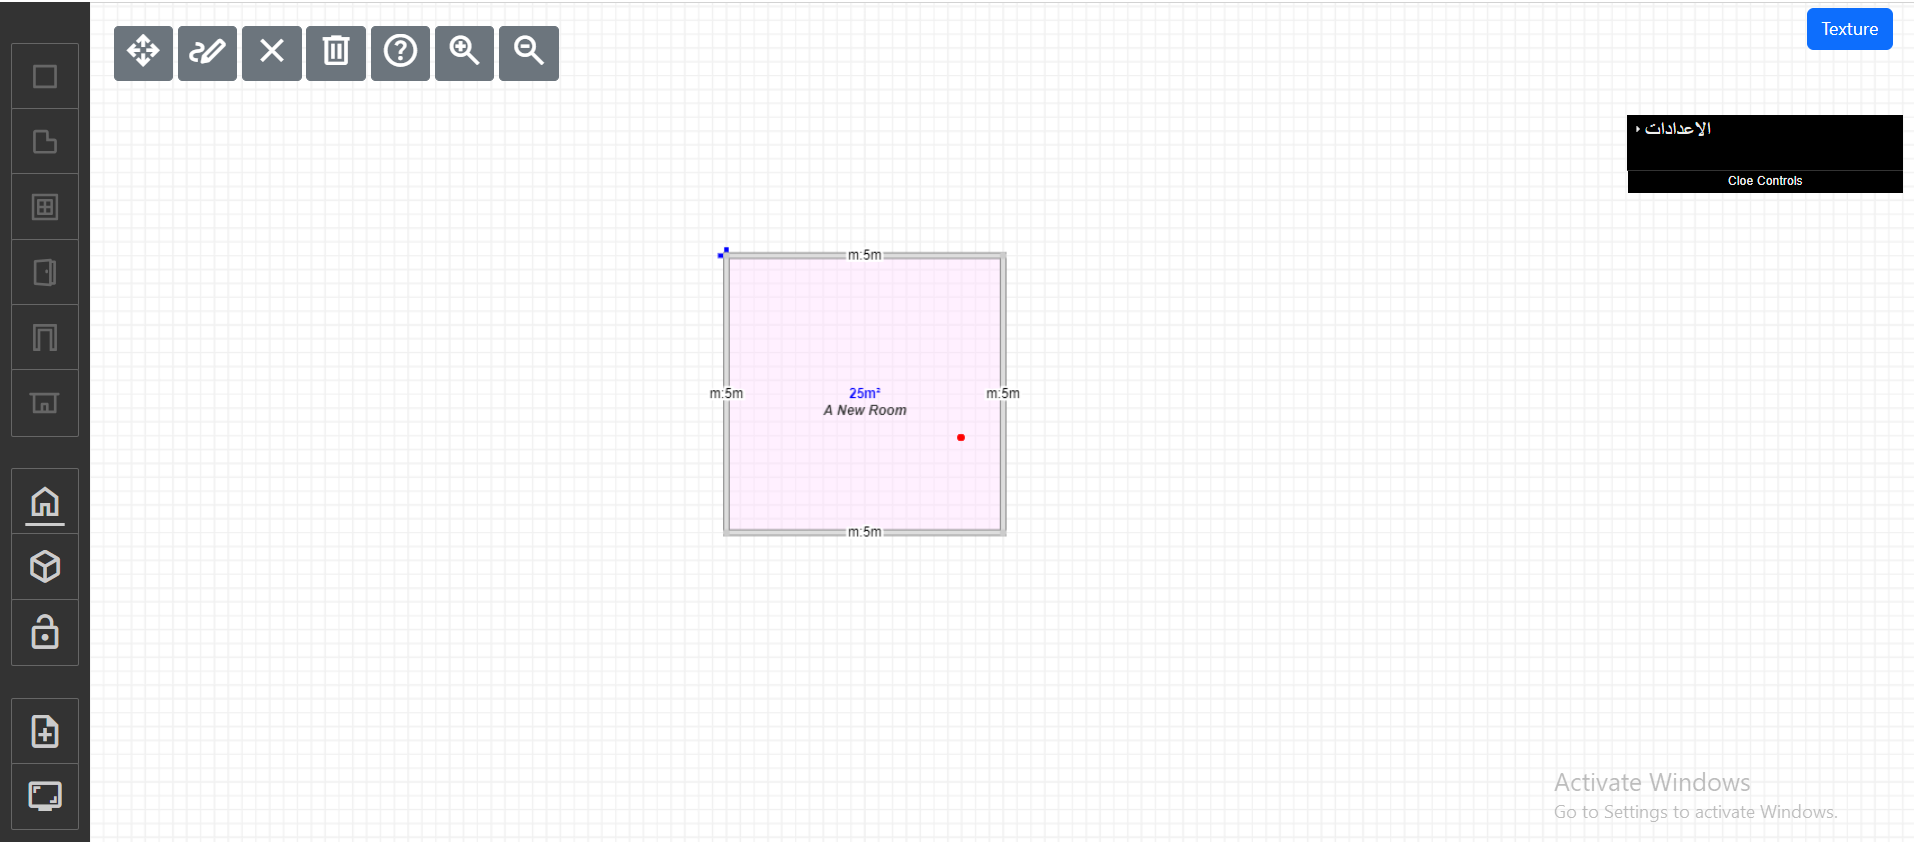 Texture
الاعدادات
Cloe Controls
m:5m
m:5m
25m²
m:5m
A New Room
m:5m
Activate Windows
Go to Settings to activate Windows.